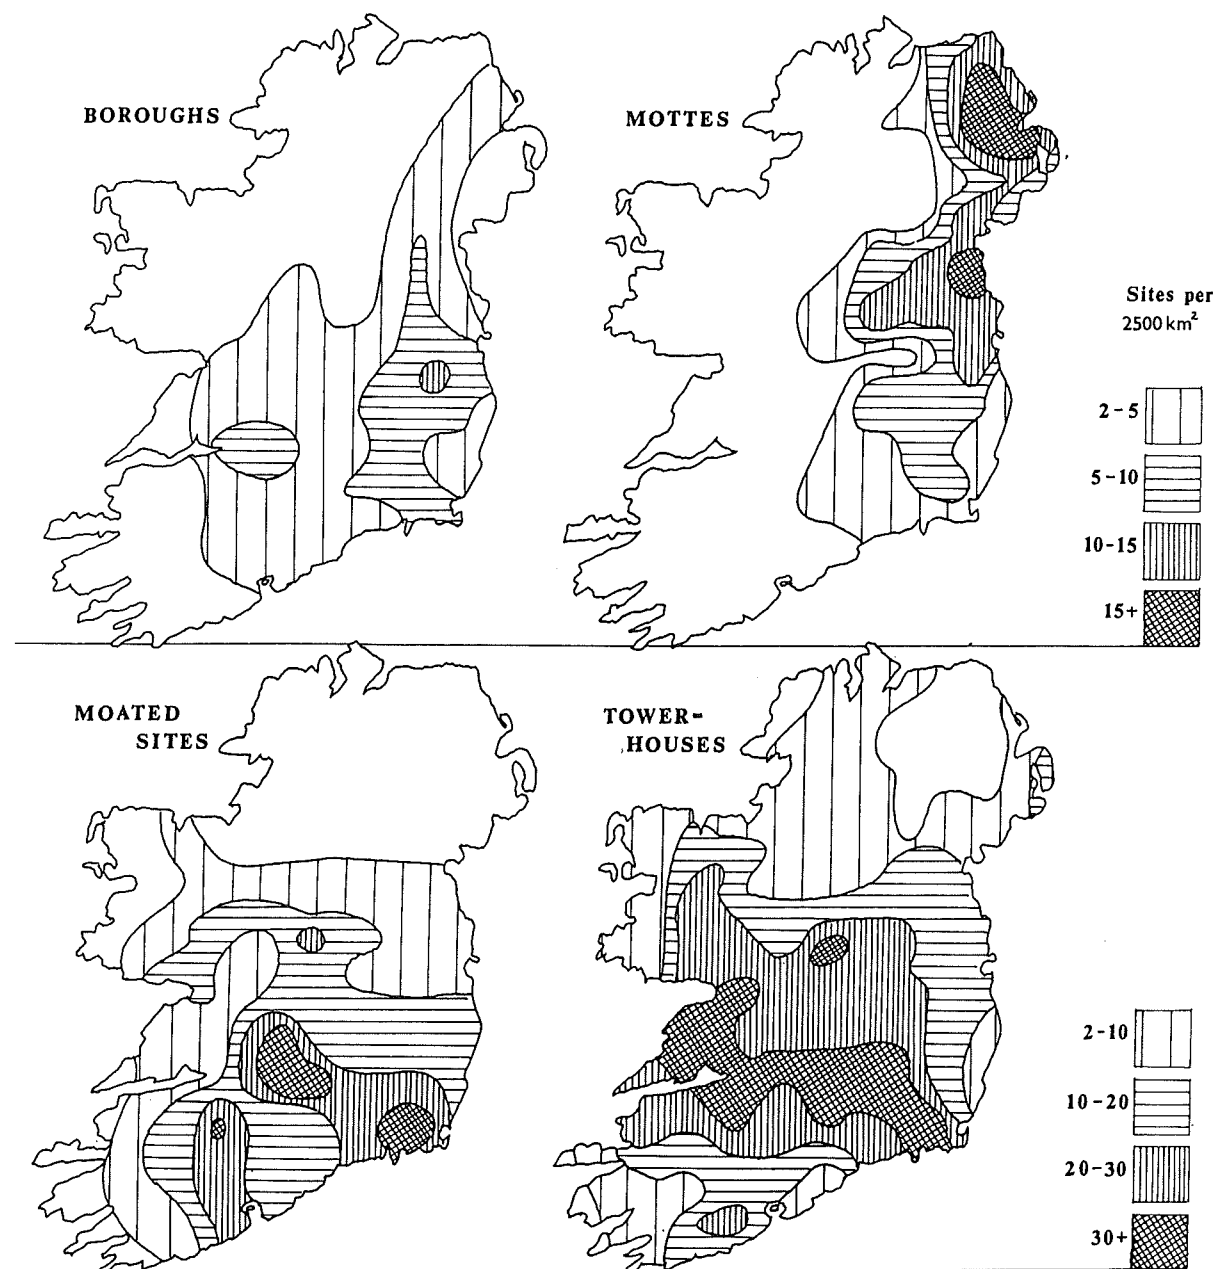 BOROUGHS
MOTTES
Sites per
2500 km²
2-5
5-10
10-15
15+
MOATED
SITES
TOWER-
HOUSES
2-10
10-20
20-30
30+